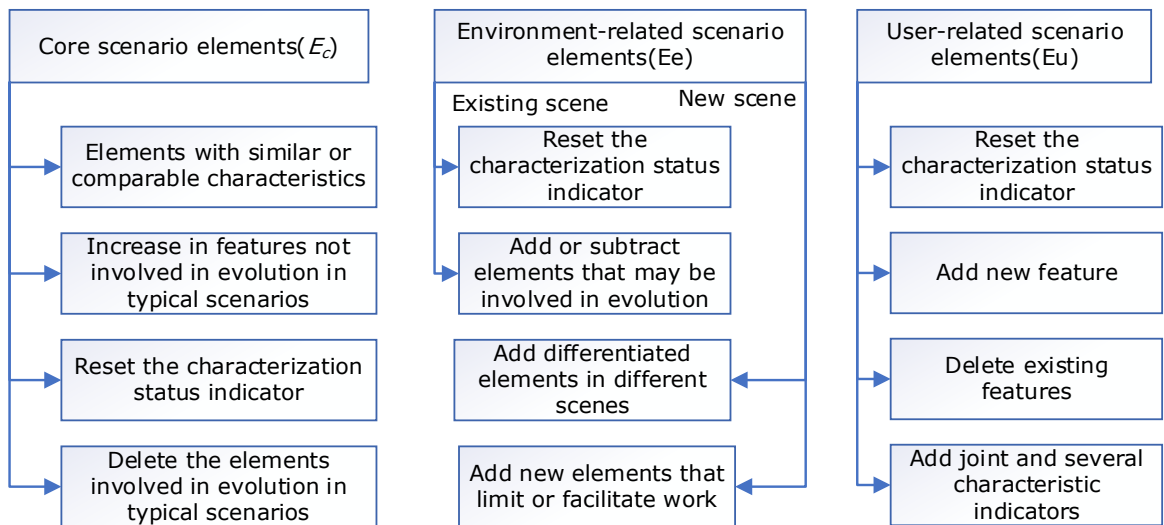 Core scenario elements(Ec)
Elements with similar or
comparable characteristics
Increase in features not
involved in evolution in
typical scenarios
Reset the characterization
status indicator
Delete the elements
involved in evolution in
typical scenarios
Environment-related scenario
elements(Ee)
Existing scene
New scene
Reset the
characterization status
indicator
Add or subtract
elements that may be
involved in evolution
Add differentiated
elements in different
scenes
Add new elements that
limit or facilitate work
User-related scenario
elements(Eu)
Reset the
characterization status
indicator
Add new feature
Delete existing
features
Add joint and several
characteristic
indicators